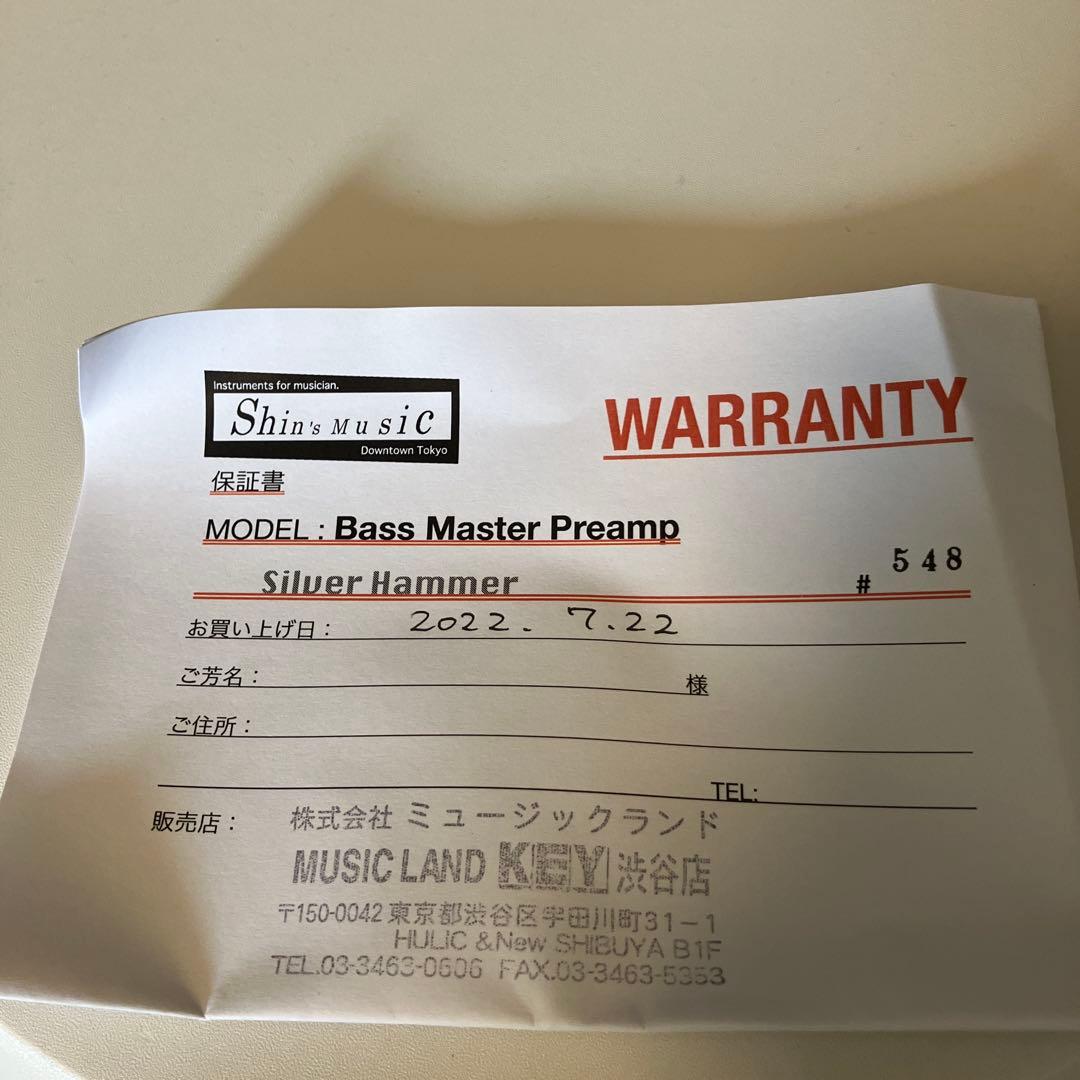 Instruments for musician.
Shin's Music
Downtown Tokyo
WARRANTY
保証書
MODEL : Bass Master Preamp
Silver Hammer
# 548
お買い上げ日： 2022. 7.22
ご芳名： 様
ご住所：
TEL:
販売店： 株式会社 ミュージックランド
MUSIC LAND KEY 渋谷店
〒150-0042 東京都渋谷区宇田川町31-1
HULIC &New SHIBUYA B1F
TEL.03-3463-0606 FAX.03-3463-5353